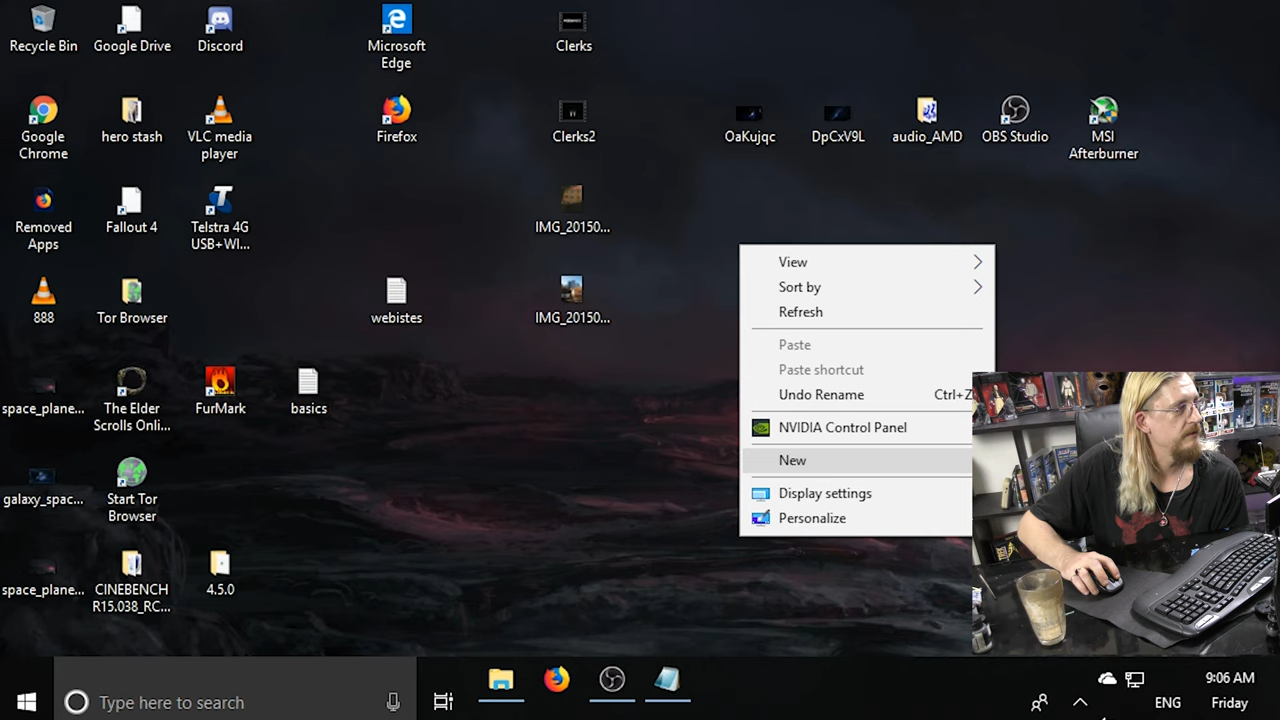 Recycle Bin
Google Drive
Discord
Microsoft
Edge
Clerks
Google
Chrome
hero stash
VLC media
player
Firefox
Clerks2
OaKujqc
DpCxV9L
audio_AMD
OBS Studio
MSI
Afterburner
Removed
Apps
Fallout 4
Telstra 4G
USB+WI...
IMG_20150...
888
Tor Browser
webistes
IMG_20150...
space_plane...
The Elder
Scrolls Onli...
FurMark
basics
galaxy_spac...
Start Tor
Browser
space_plane...
CINEBENCH
R15.038_RC...
4.5.0
View
Sort by
Refresh
Paste
Paste shortcut
Undo Rename Ctrl+Z
NVIDIA Control Panel
New
Display settings
Personalize
Type here to search
9:06 AM
ENG
Friday